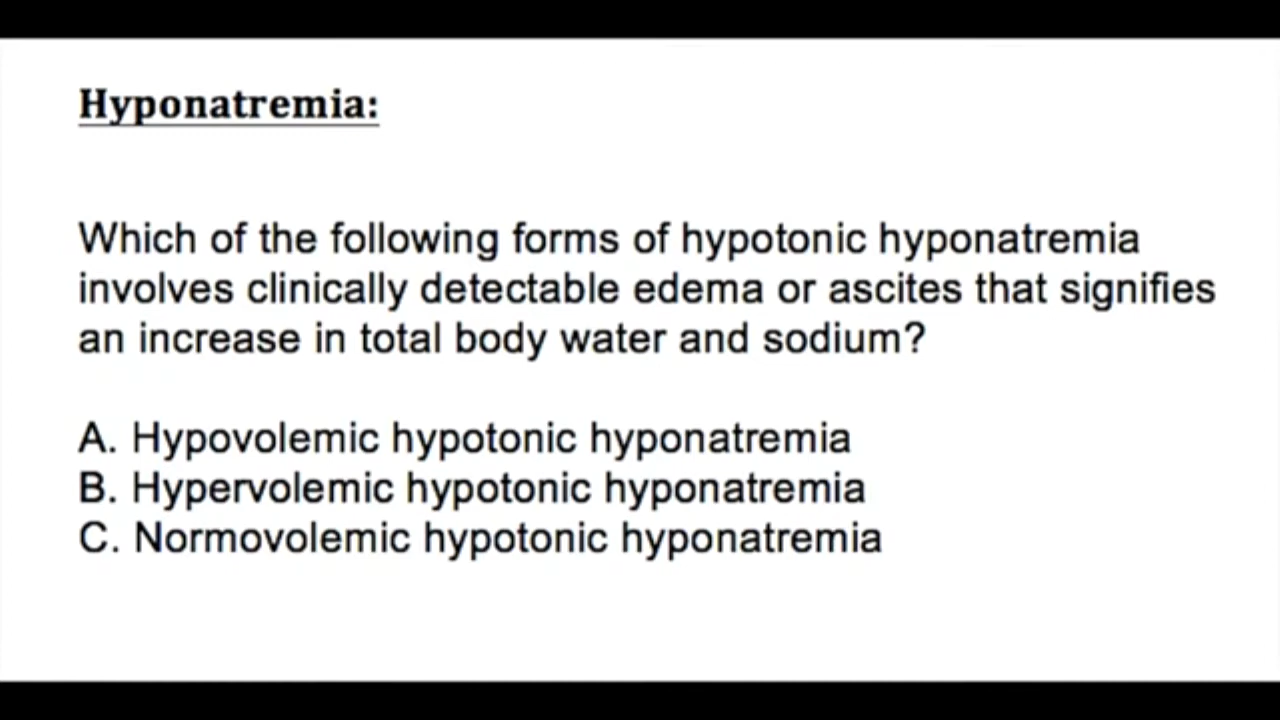 Hyponatremia:
Which of the following forms of hypotonic hyponatremia
involves clinically detectable edema or ascites that signifies
an increase in total body water and sodium?
A. Hypovolemic hypotonic hyponatremia
B. Hypervolemic hypotonic hyponatremia
C. Normovolemic hypotonic hyponatremia